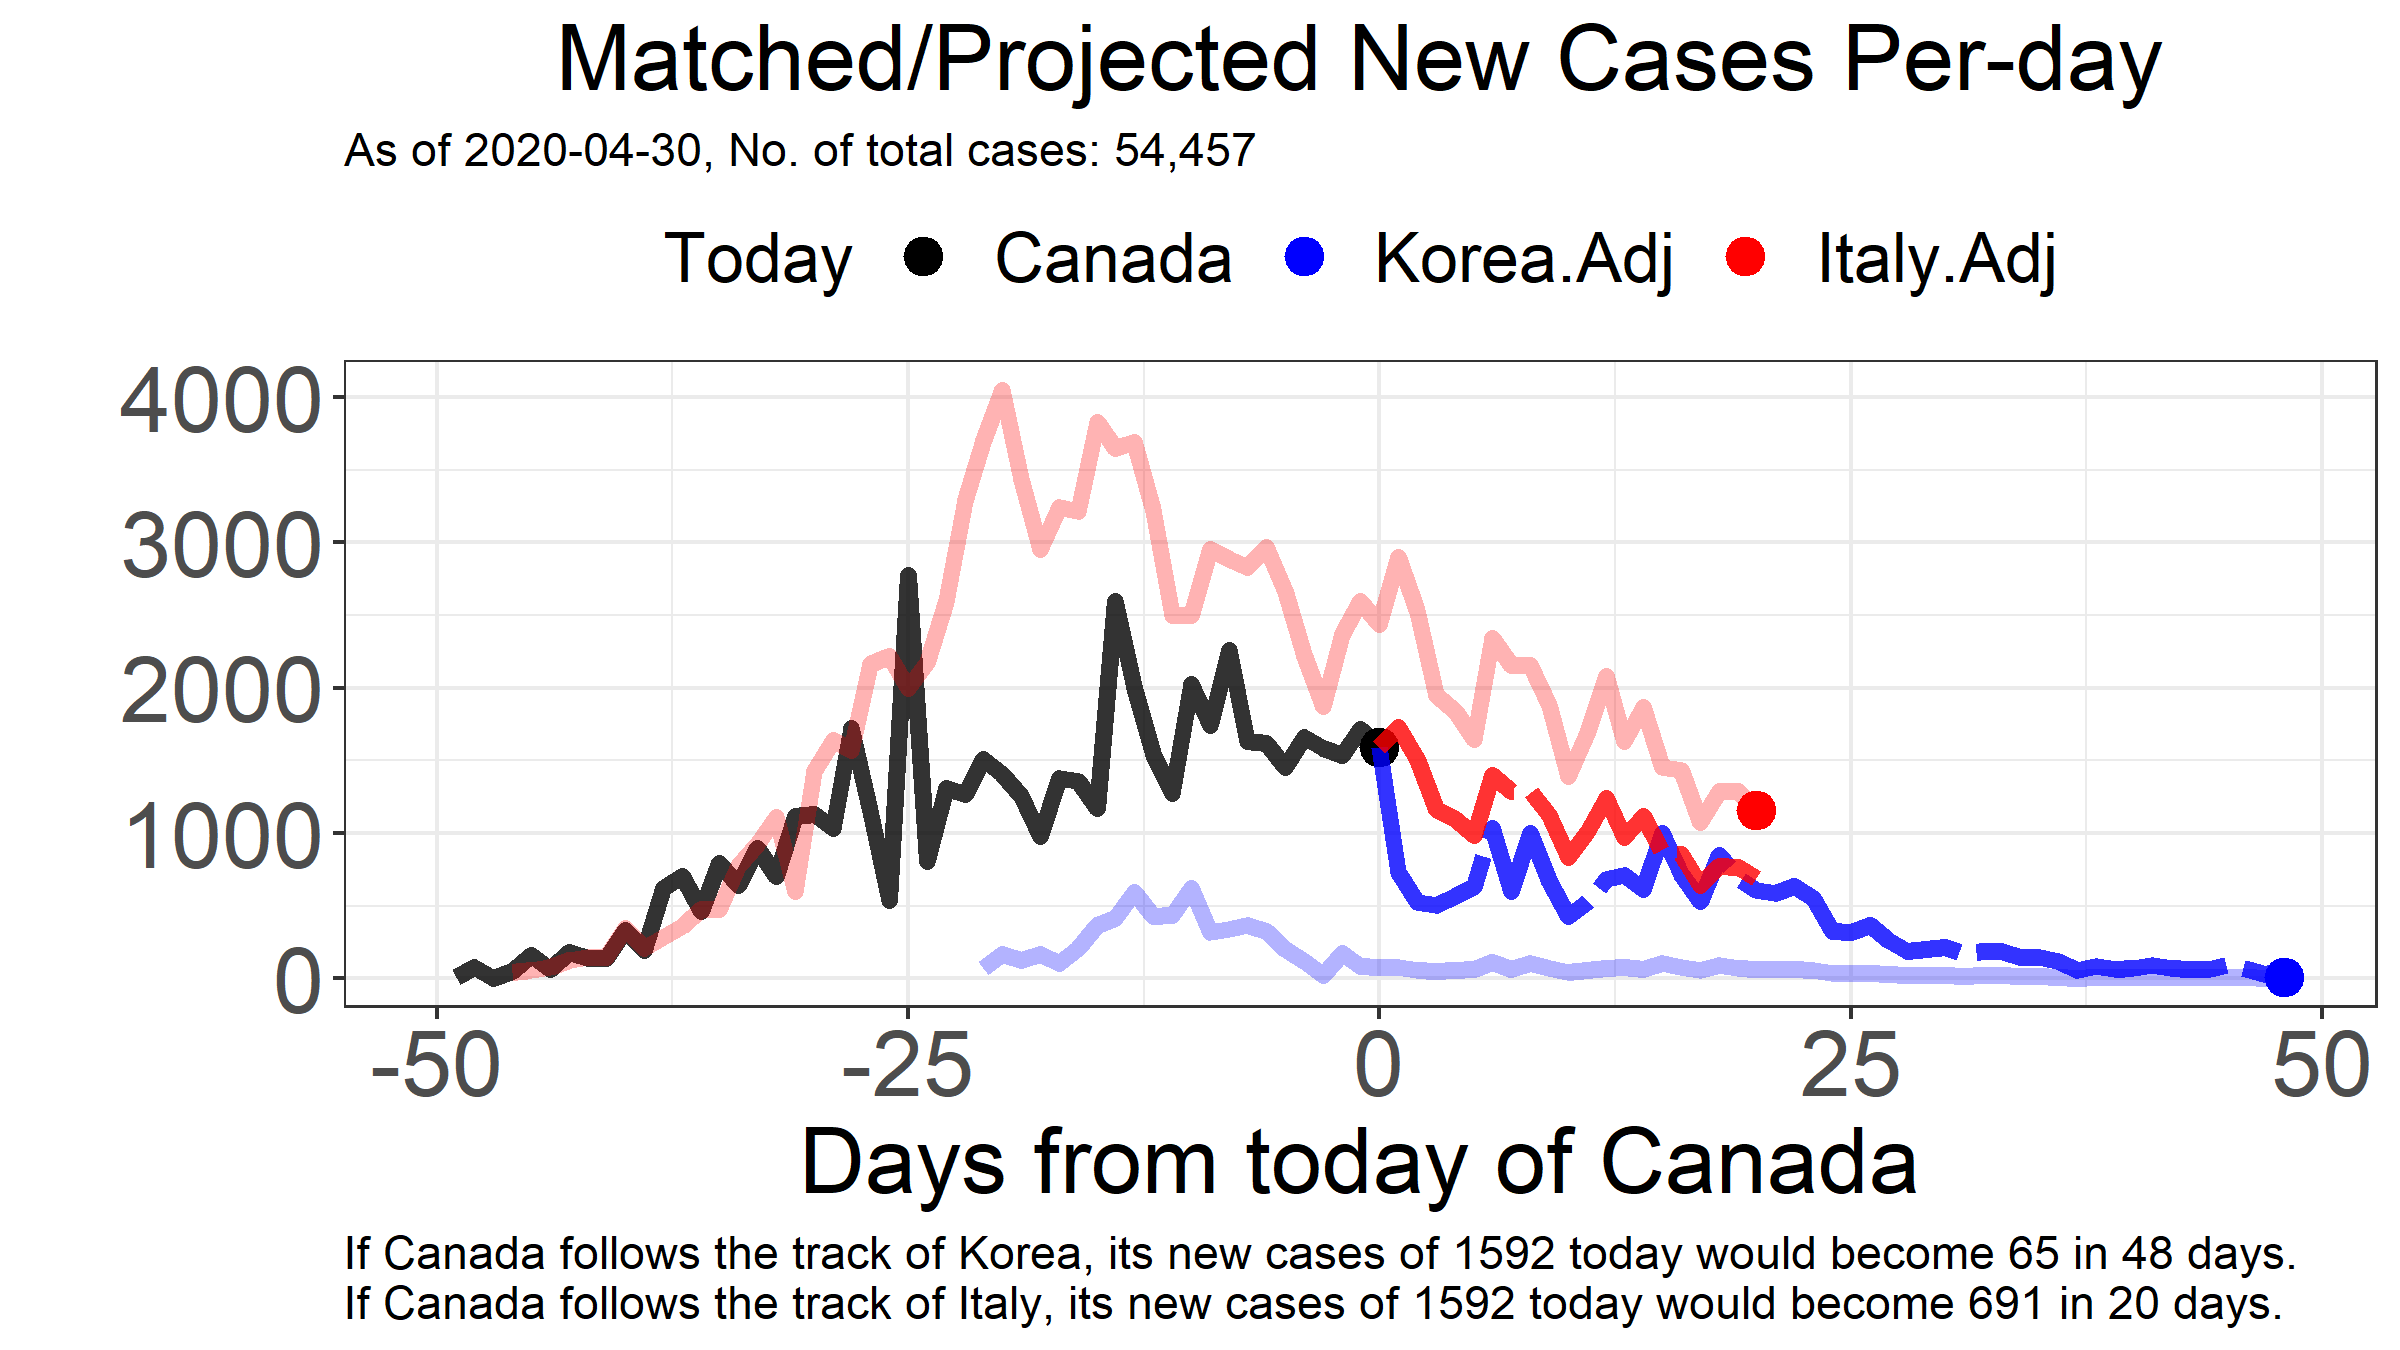 Matched/Projected New Cases Per-day
As of 2020-04-30, No. of total cases: 54,457
Today Canada Korea.Adj Italy.Adj
4000
3000
2000
1000
0
-50 -25 0 25 50
Days from today of Canada
If Canada follows the track of Korea, its new cases of 1592 today would become 65 in 48 days.
If Canada follows the track of Italy, its new cases of 1592 today would become 691 in 20 days.